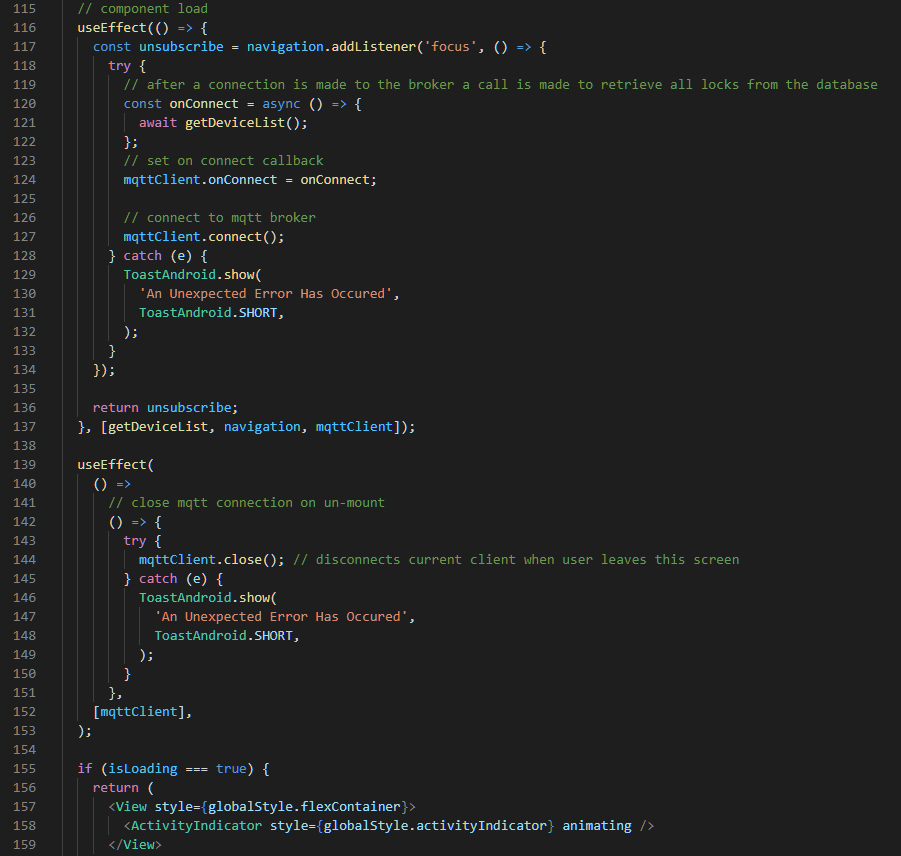 115 // component load
116 useEffect(() => {
117 const unsubscribe = navigation.addListener('focus', () => {
118 try {
119 // after a connection is made to the broker a call is made to retrieve all locks from the database
120 const onConnect = async () => {
121 await getDeviceList();
122 };
123 // set on connect callback
124 mqttClient.onConnect = onConnect;
125
126 // connect to mqtt broker
127 mqttClient.connect();
128 } catch (e) {
129 ToastAndroid.show(
130 'An Unexpected Error Has Occured',
131 ToastAndroid.SHORT,
132 );
133 }
134 });
135
136 return unsubscribe;
137 }, [getDeviceList, navigation, mqttClient]);
138
139 useEffect(
140 () =>
141 // close mqtt connection on un-mount
142 () => {
143 try {
144 mqttClient.close(); // disconnects current client when user leaves this screen
145 } catch (e) {
146 ToastAndroid.show(
147 'An Unexpected Error Has Occured',
148 ToastAndroid.SHORT,
149 );
150 }
151 },
152 [mqttClient],
153 );
154
155 if (isLoading === true) {
156 return (
157 <View style={globalStyle.flexContainer}>
158 <ActivityIndicator style={globalStyle.activityIndicator} animating />
159 </View>